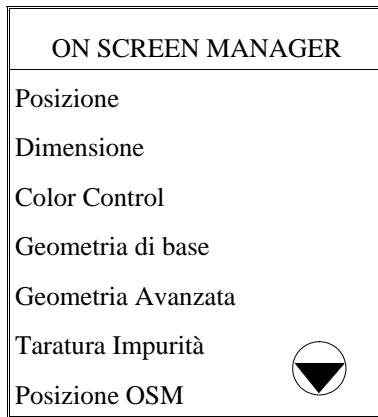 ON SCREEN MANAGER
Posizione
Dimensione
Color Control
Geometria di base
Geometria Avanzata
Taratura Impurità
Posizione OSM